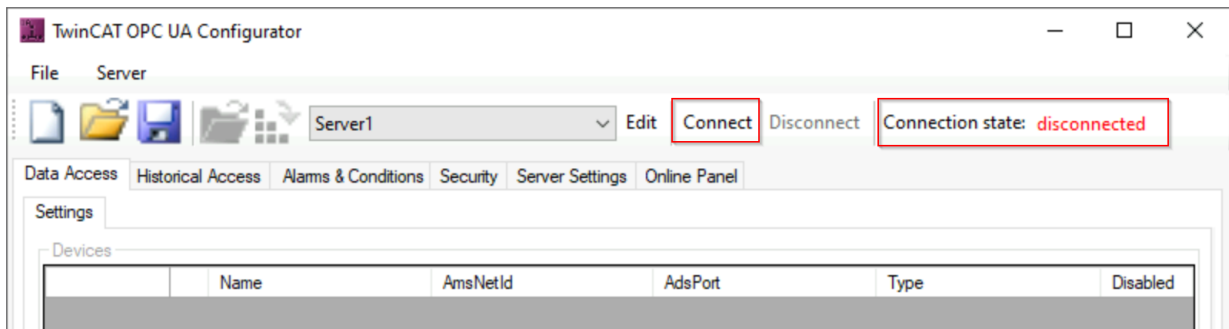 TwinCAT OPC UA Configurator
File Server
Server1 Edit Connect Disconnect Connection state: disconnected
Data Access Historical Access Alarms & Conditions Security Server Settings Online Panel
Settings
Devices
Name AmsNetId AdsPort Type Disabled